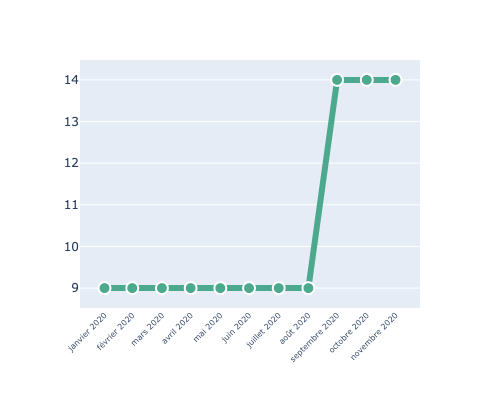 14
13
12
11
10
9
janvier 2020
février 2020
mars 2020
avril 2020
mai 2020
juin 2020
juillet 2020
août 2020
septembre 2020
octobre 2020
novembre 2020